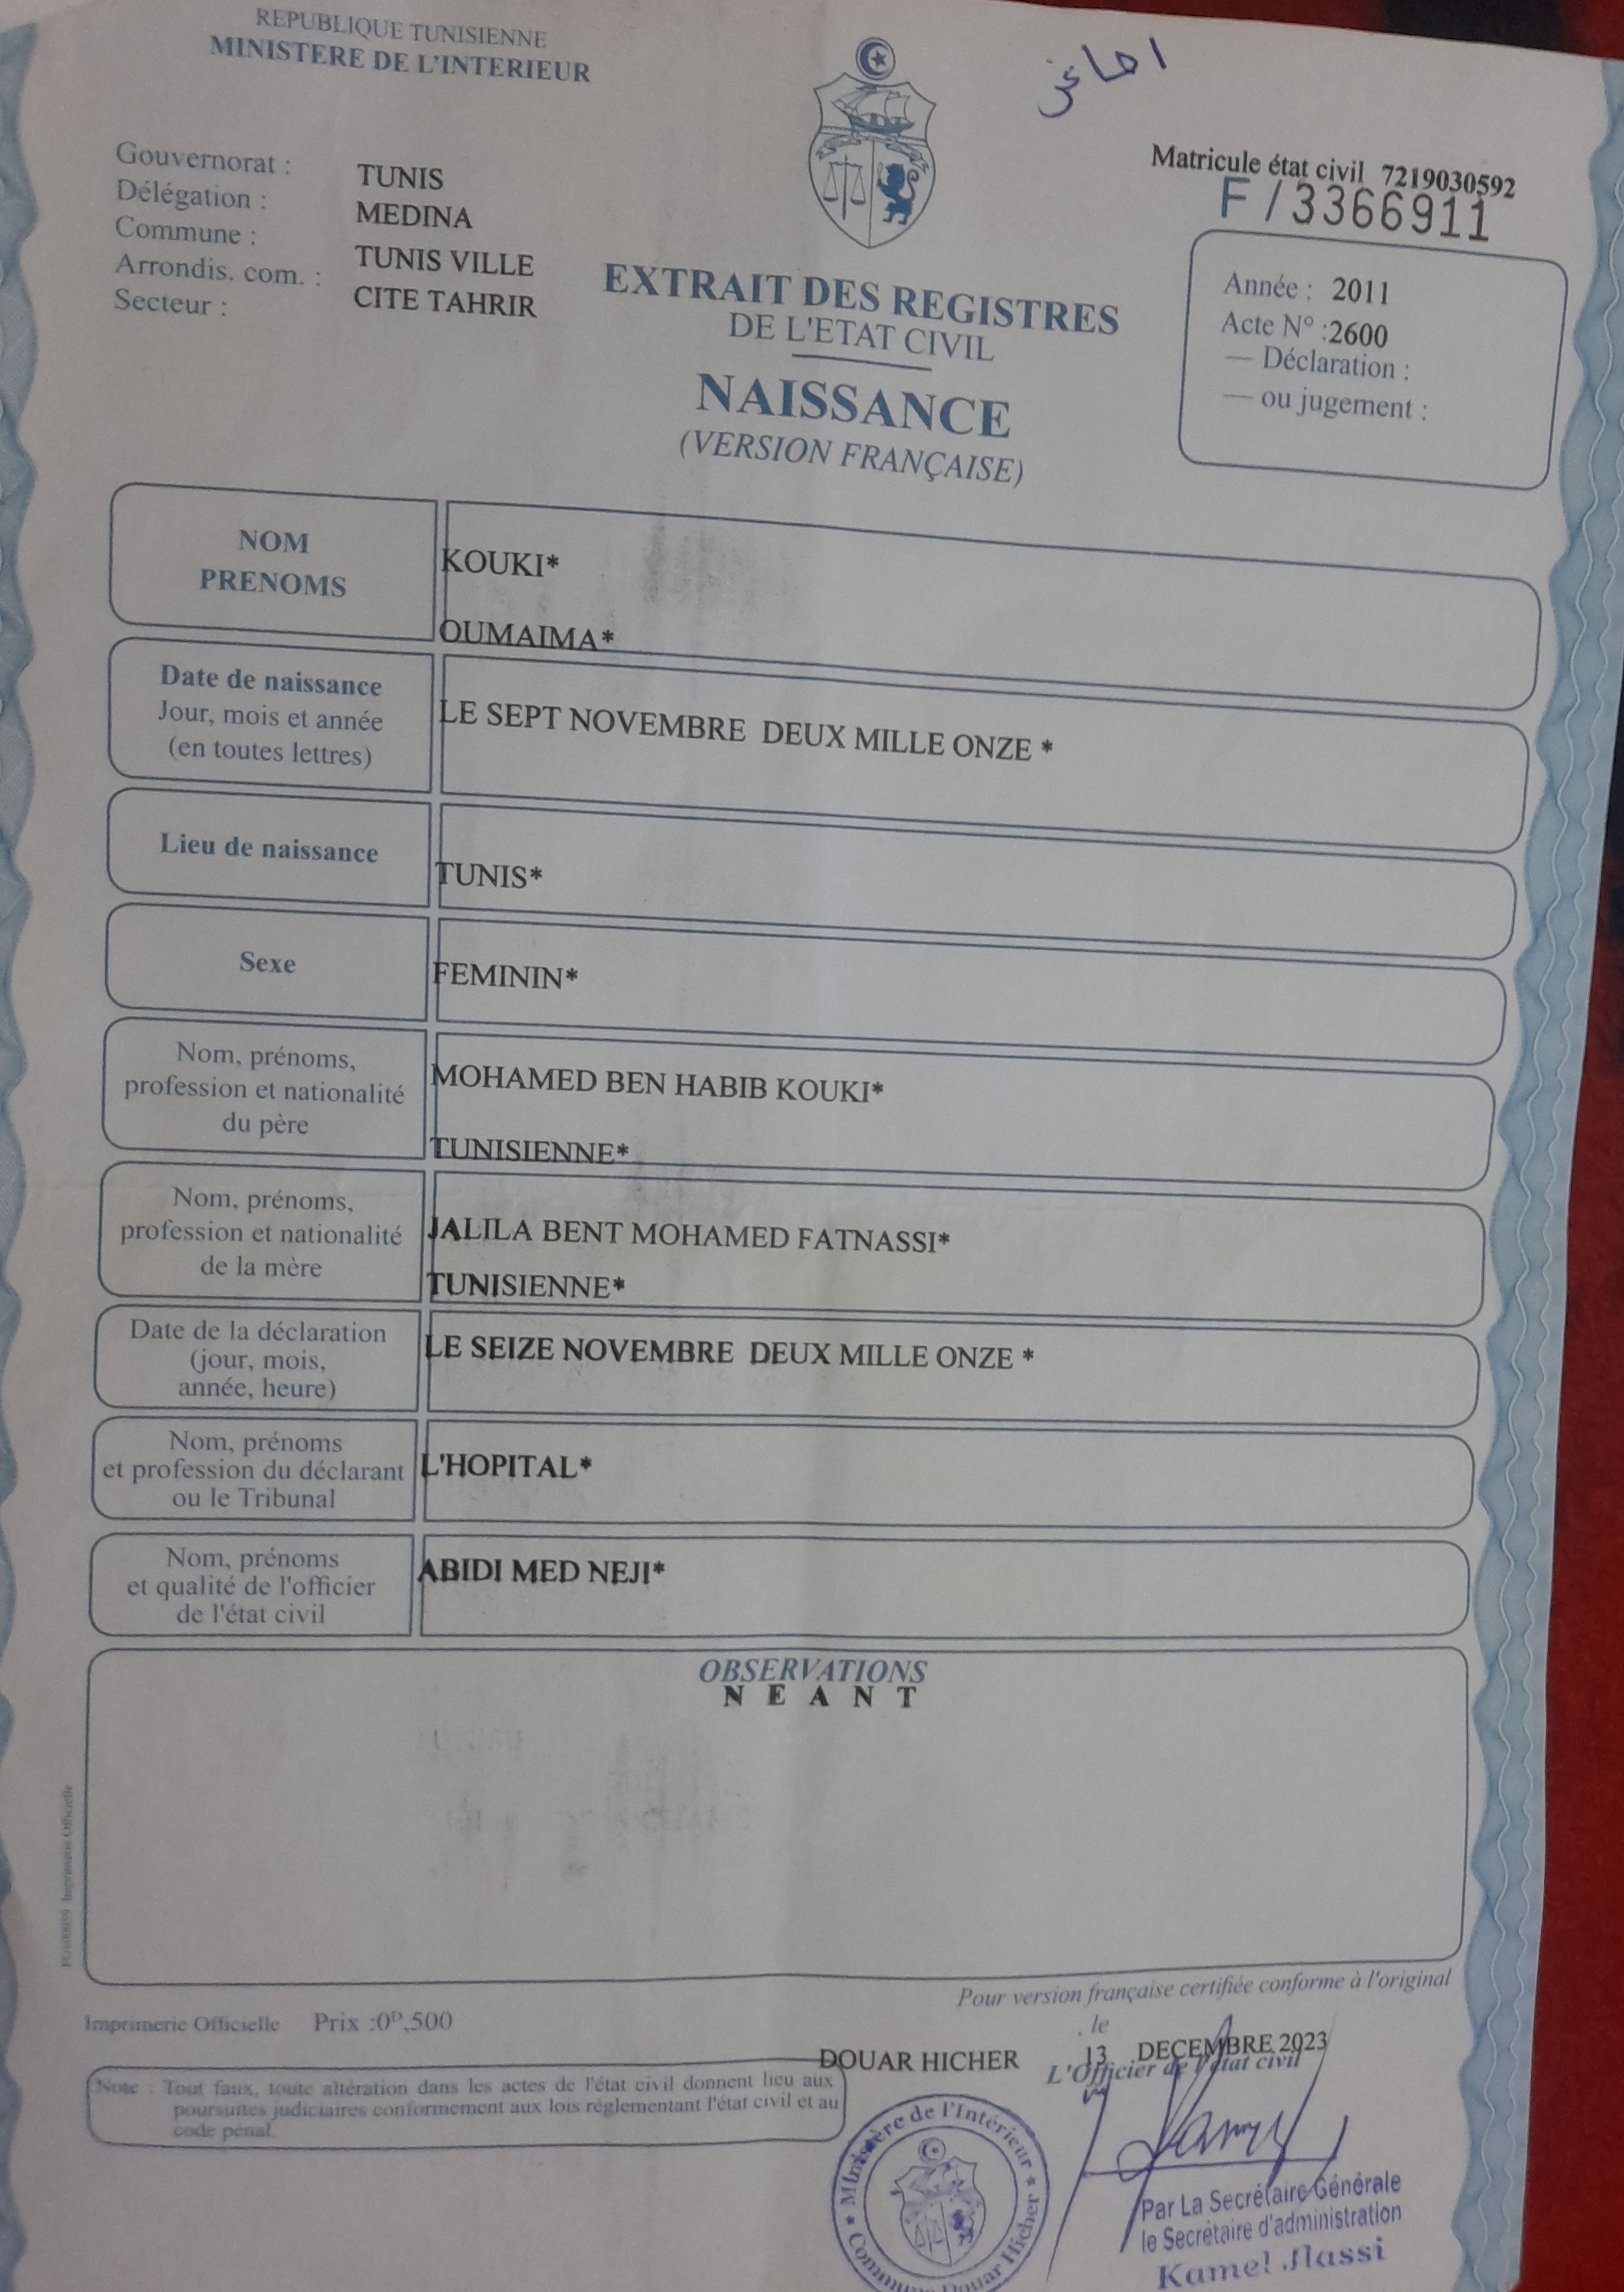 REPUBLIQUE TUNISIENNE
MINISTERE DE L'INTERIEUR
Matricule état civil 7219030592
F/3366911
Gouvernorat : TUNIS
Délégation : MEDINA
Commune : TUNIS VILLE
Arrondis. com. : CITE TAHRIR
Secteur :
EXTRAIT DES REGISTRES
DE L'ETAT CIVIL
NAISSANCE
(VERSION FRANÇAISE)
Année : 2011
Acte N° :2600
— Déclaration :
— ou jugement :
NOM
PRENOMS
KOUKI*
OUMAIMA*
Date de naissance
Jour, mois et année
(en toutes lettres)
LE SEPT NOVEMBRE DEUX MILLE ONZE *
Lieu de naissance
TUNIS*
Sexe
FEMININ*
Nom, prénoms,
profession et nationalité
du père
MOHAMED BEN HABIB KOUKI*
TUNISIENNE*
Nom, prénoms,
profession et nationalité
de la mère
JALILA BENT MOHAMED FATNASSI*
TUNISIENNE*
Date de la déclaration
(jour, mois,
année, heure)
LE SEIZE NOVEMBRE DEUX MILLE ONZE *
Nom, prénoms
et profession du déclarant
ou le Tribunal
L'HOPITAL*
Nom, prénoms
et qualité de l'officier
de l'état civil
ABIDI MED NEJI*
OBSERVATIONS
N E A N T
Imprimerie Officielle
Pour version française certifiée conforme à l'original
Imprimerie Officielle Prix :0ᴰ,500
, le
DOUAR HICHER 13 DECEMBRE 2023
L'Officier de l'état civil
Note : Tout faux, toute altération dans les actes de l'état civil donnent lieu aux
poursuites judiciaires conformement aux lois réglementant l'état civil et au
code pénal.
* Ministère de l'Intérieur *
Commune Douar Hicher
Par La Secrétaire Générale
le Secrétaire d'administration
Kamel